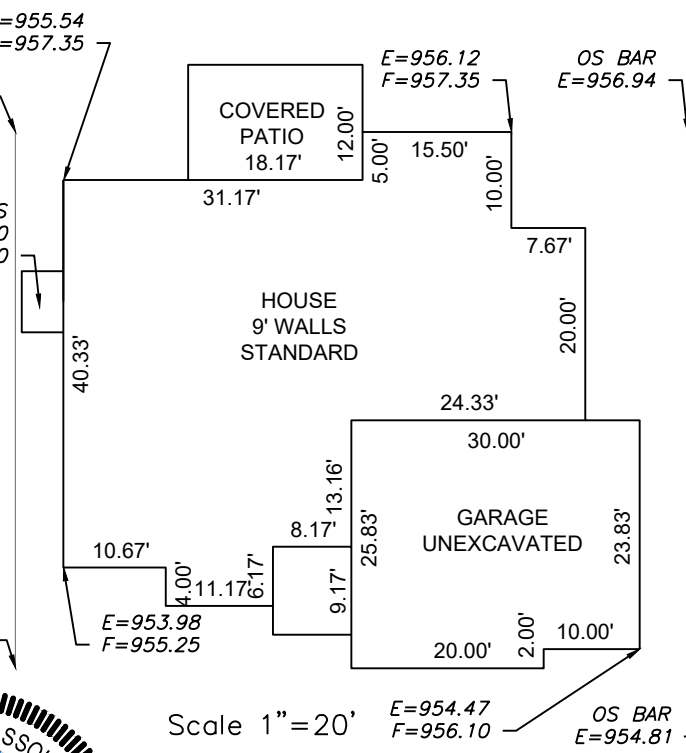 =955.54
=957.35
E=956.12
F=957.35
OS BAR
E=956.94
COVERED
PATIO
18.17'
12.00'
5.00'
15.50'
10.00'
31.17'
7.67'
S
0
0
HOUSE
9' WALLS
STANDARD
20.00'
40.33'
24.33'
30.00'
13.16'
25.83'
GARAGE
UNEXCAVATED
23.83'
8.17'
10.67'
4.00'
11.17'
6.17'
9.17'
E=953.98
F=955.25
20.00'
2.00'
10.00'
Scale 1"=20'
E=954.47
F=956.10
OS BAR
E=954.81
SSO